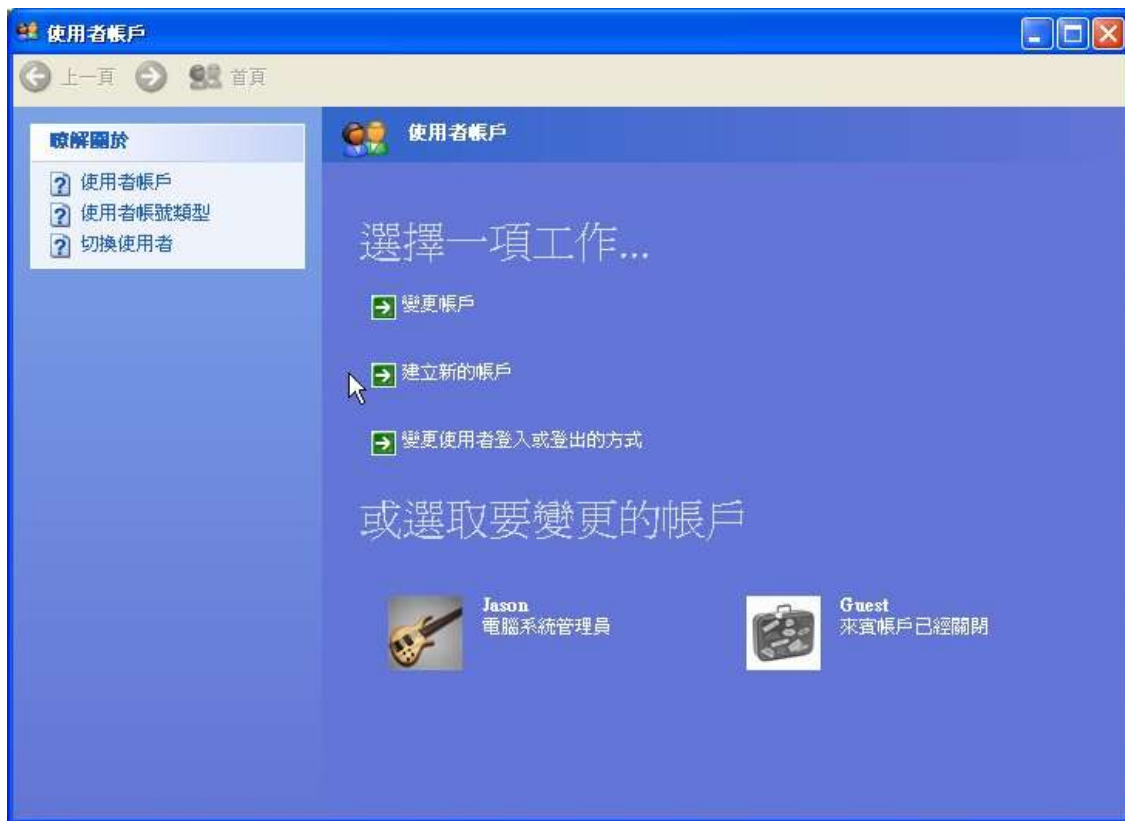 使用者帳戶
上一頁 首頁
瞭解關於
使用者帳戶
使用者帳號類型
切換使用者
使用者帳戶
選擇一項工作...
變更帳戶
建立新的帳戶
變更使用者登入或登出的方式
或選取要變更的帳戶
Jason
電腦系統管理員
Guest
來賓帳戶已經關閉